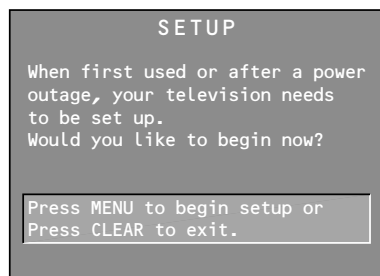 SETUP
When first used or after a power
outage, your television needs
to be set up.
Would you like to begin now?
Press MENU to begin setup or
Press CLEAR to exit.